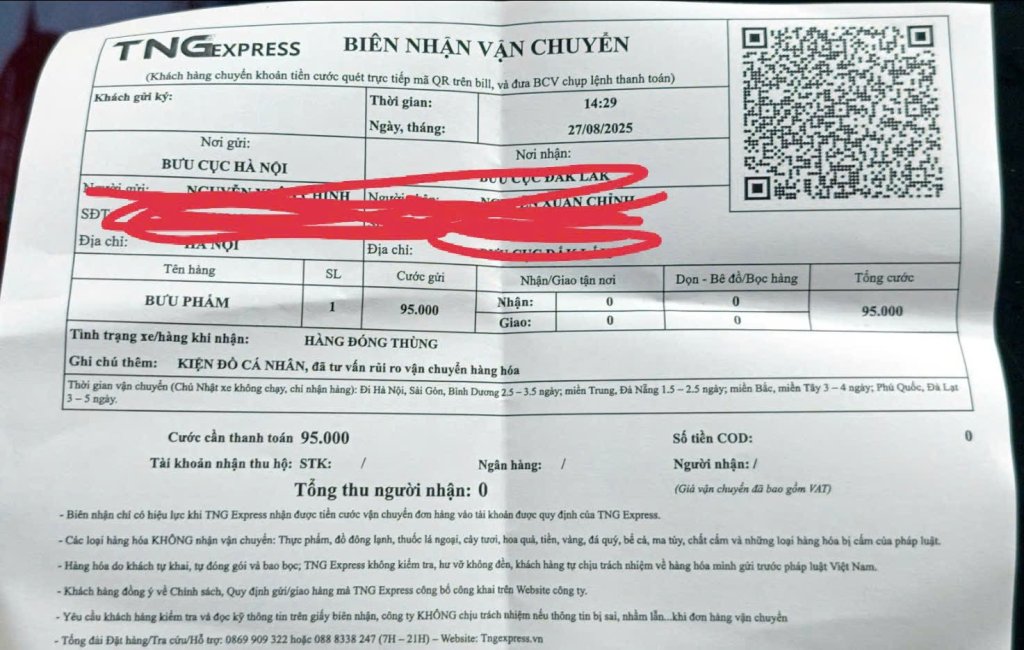 TNG EXPRESS
BIÊN NHẬN VẬN CHUYỂN
(Khách hàng chuyển khoản tiền cước quét trực tiếp mã QR trên bill, và đưa BCV chụp lệnh thanh toán)
Khách gửi ký:
Thời gian: 14:29
Ngày, tháng: 27/08/2025
Nơi gửi:
BƯU CỤC HÀ NỘI
Nơi nhận:
BƯU CỤC ĐĂK LĂK
Người gửi: NGUYỄN CHINH
XUÂN CHỈNH
SĐT
Địa chỉ: HÀ NỘI
Địa chỉ:
Tên hàng SL Cước gửi Nhận/Giao tận nơi Dọn - Bê đồ/Bọc hàng Tổng cước
BƯU PHẨM 1 95.000 Nhận: 0 0 95.000
Giao: 0 0
Tình trạng xe/hàng khi nhận: HÀNG ĐÓNG THÙNG
Ghi chú thêm: KIỆN ĐỒ CÁ NHÂN, đã tư vấn rủi ro vận chuyển hàng hóa
Thời gian vận chuyển (Chủ Nhật xe không chạy, chỉ nhận hàng): Đi Hà Nội, Sài Gòn, Bình Dương 2.5 – 3.5 ngày; miền Trung, Đà Nẵng 1.5 – 2.5 ngày; miền Bắc, miền Tây 3 – 4 ngày; Phú Quốc, Đà Lạt
3 – 5 ngày.
Cước cần thanh toán 95.000
Số tiền COD: 0
Tài khoản nhận thu hộ: STK: / Ngân hàng: / Người nhận: /
Tổng thu người nhận: 0
(Giá vận chuyển đã bao gồm VAT)
- Biên nhận chỉ có hiệu lực khi TNG Express nhận được tiền cước vận chuyển đơn hàng vào tài khoản được quy định của TNG Express.
- Các loại hàng hóa KHÔNG nhận vận chuyển: Thực phẩm, đồ đông lạnh, thuốc lá ngoại, cây tươi, hoa quả, tiền, vàng, đá quý, bể cá, ma túy, chất cấm và những loại hàng hóa bị cấm của pháp luật.
- Hàng hóa do khách tự khai, tự đóng gói và bao bọc; TNG Express không kiểm tra, hư vỡ không đền, khách hàng tự chịu trách nhiệm về hàng hóa mình gửi trước pháp luật Việt Nam.
- Khách hàng đồng ý về Chính sách, Quy định gửi/giao hàng mà TNG Express công bố công khai trên Website công ty.
- Yêu cầu khách hàng kiểm tra và đọc kỹ thông tin trên giấy biên nhận, công ty KHÔNG chịu trách nhiệm nếu thông tin bị sai, nhầm lẫn...khi đơn hàng vận chuyển
- Tổng đài Đặt hàng/Tra cứu/Hỗ trợ: 0869 909 322 hoặc 088 8338 247 (7H – 21H) – Website: Tngexpress.vn